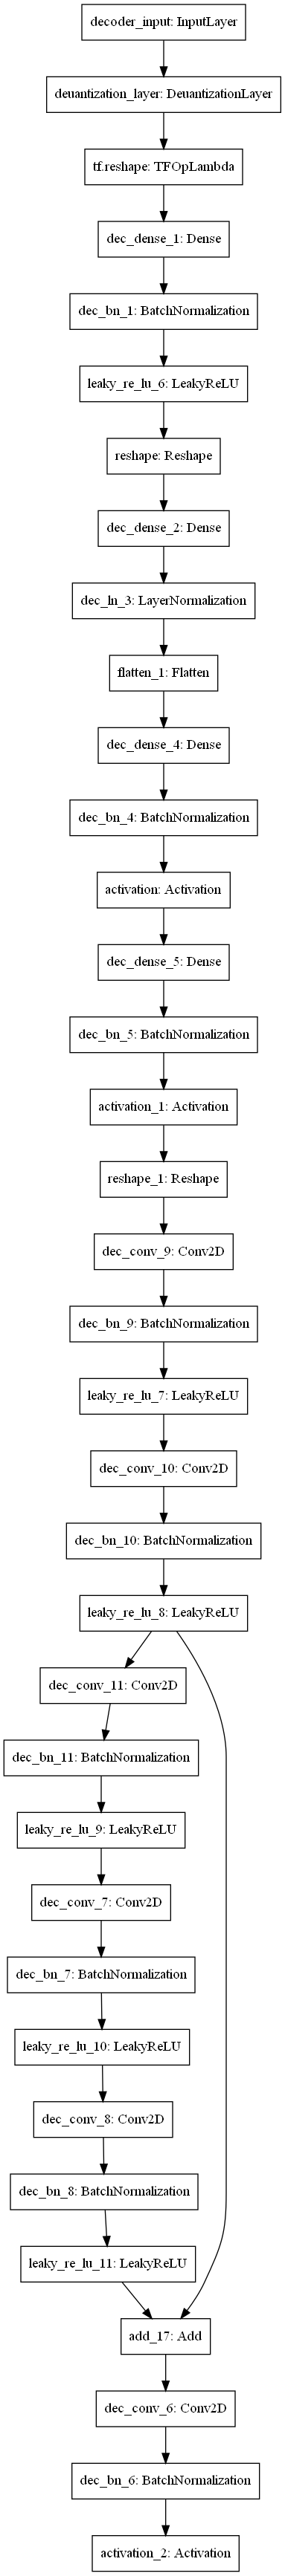 decoder_input: InputLayer
deuantization_layer: DeuantizationLayer
tf.reshape: TFOpLambda
dec_dense_1: Dense
dec_bn_1: BatchNormalization
leaky_re_lu_6: LeakyReLU
reshape: Reshape
dec_dense_2: Dense
dec_ln_3: LayerNormalization
flatten_1: Flatten
dec_dense_4: Dense
dec_bn_4: BatchNormalization
activation: Activation
dec_dense_5: Dense
dec_bn_5: BatchNormalization
activation_1: Activation
reshape_1: Reshape
dec_conv_9: Conv2D
dec_bn_9: BatchNormalization
leaky_re_lu_7: LeakyReLU
dec_conv_10: Conv2D
dec_bn_10: BatchNormalization
leaky_re_lu_8: LeakyReLU
dec_conv_11: Conv2D
dec_bn_11: BatchNormalization
leaky_re_lu_9: LeakyReLU
dec_conv_7: Conv2D
dec_bn_7: BatchNormalization
leaky_re_lu_10: LeakyReLU
dec_conv_8: Conv2D
dec_bn_8: BatchNormalization
leaky_re_lu_11: LeakyReLU
add_17: Add
dec_conv_6: Conv2D
dec_bn_6: BatchNormalization
activation_2: Activation